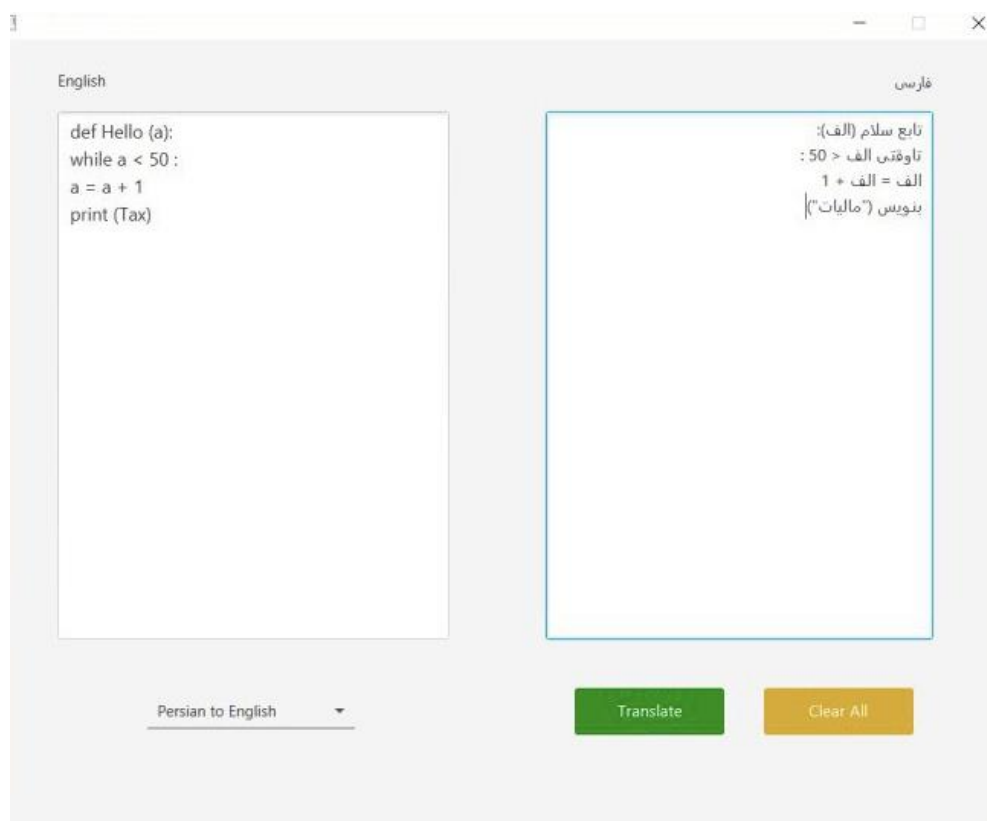 English
def Hello (a):
while a < 50 :
a = a + 1
print (Tax)
فارسی
تابع سلام (الف):
تاوقتی الف < 50 :
الف = الف + 1
بنویس ("مالیات")
Persian to English
Translate
Clear All